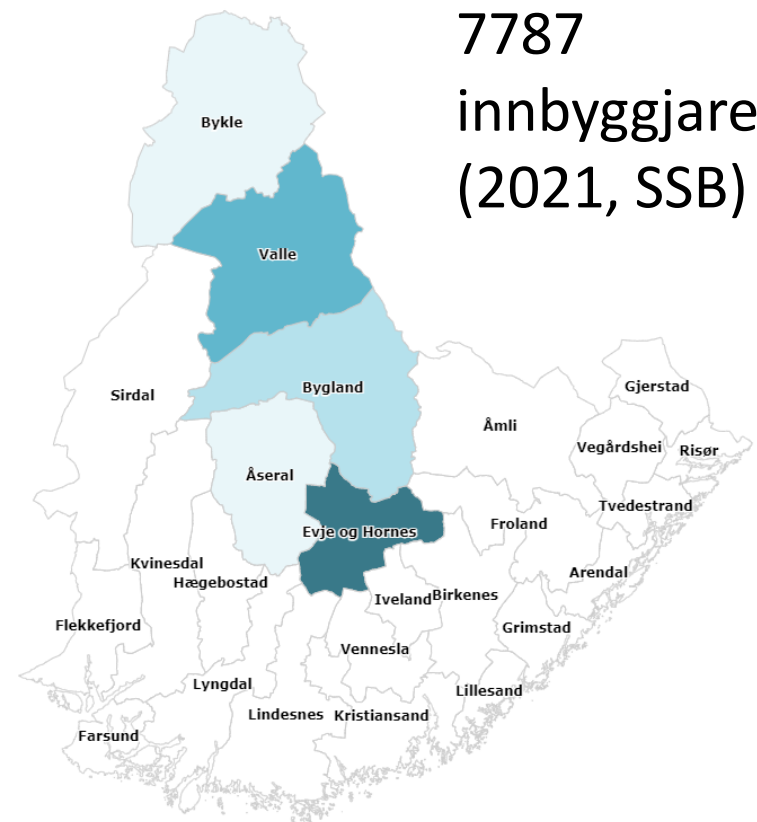 7787
innbyggjare
(2021, SSB)
Bykle
Valle
Bygland
Sirdal
Gjerstad
Åmli
Vegårdshei
Risør
Åseral
Tvedestrand
Froland
Evje og Hornes
Kvinesdal
Arendal
Hægebostad
Iveland
Birkenes
Flekkefjord
Grimstad
Vennesla
Lyngdal
Lillesand
Lindesnes
Kristiansand
Farsund